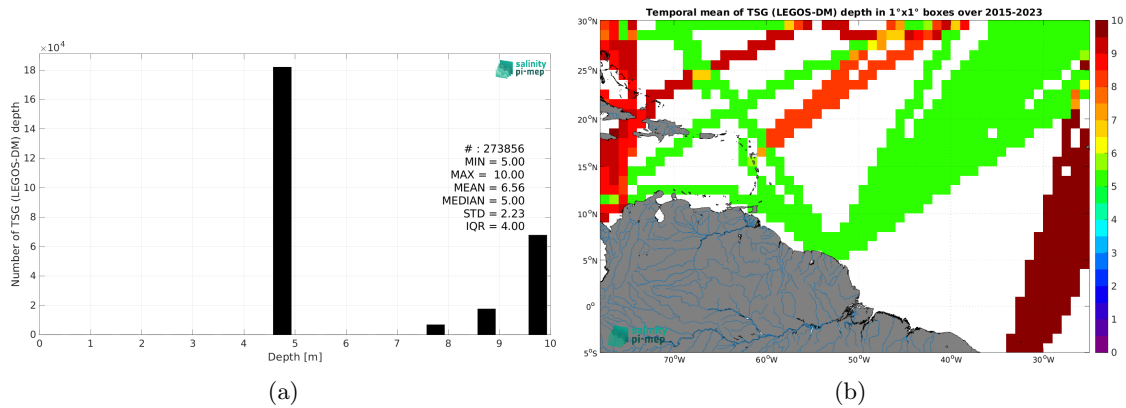 ×10⁴
18
16
14
12
10
8
6
4
2
0
Number of TSG (LEGOS-DM) depth
salinity
pi-mep
# : 273856
MIN = 5.00
MAX = 10.00
MEAN = 6.56
MEDIAN = 5.00
STD = 2.23
IQR = 4.00
0 1 2 3 4 5 6 7 8 9 10
Depth [m]
(a)
Temporal mean of TSG (LEGOS-DM) depth in 1°x1° boxes over 2015-2023
30°N
25°N
20°N
15°N
10°N
5°N
0°
5°S
70°W 60°W 50°W 40°W 30°W
salinity
pi-mep
10
9
8
7
6
5
4
3
2
1
0
(b)